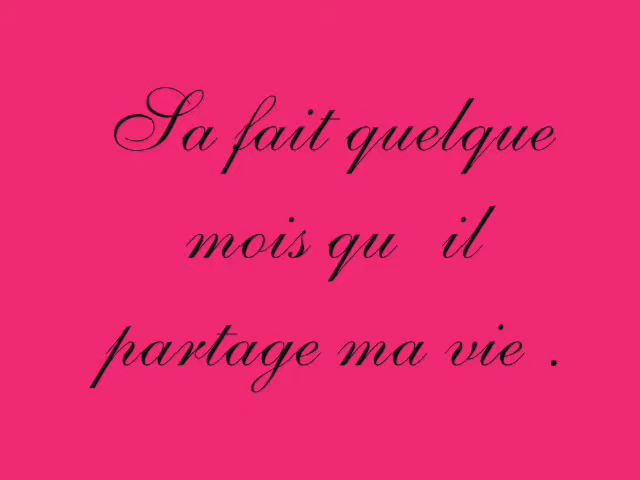 Sa fait quelque
mois qu il
partage ma vie .